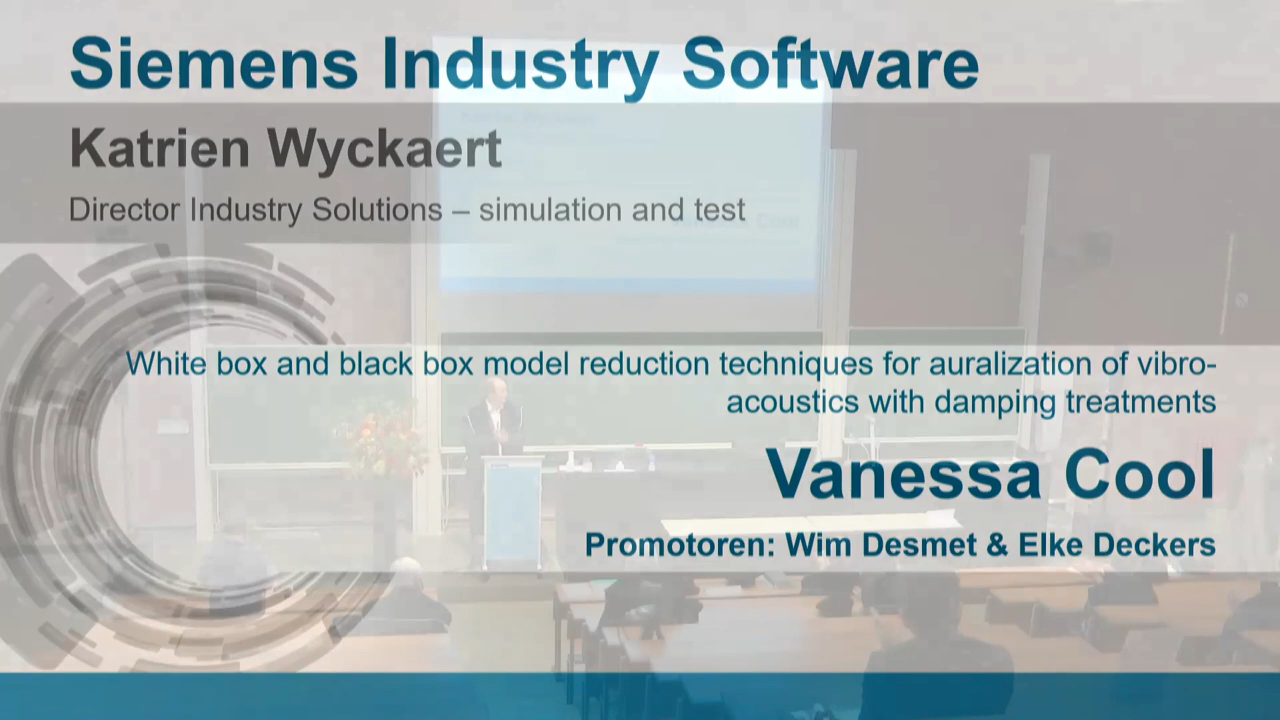 Siemens Industry Software
Katrien Wyckaert
Director Industry Solutions – simulation and test
White box and black box model reduction techniques for auralization of vibro-
acoustics with damping treatments
Vanessa Cool
Promotoren: Wim Desmet & Elke Deckers